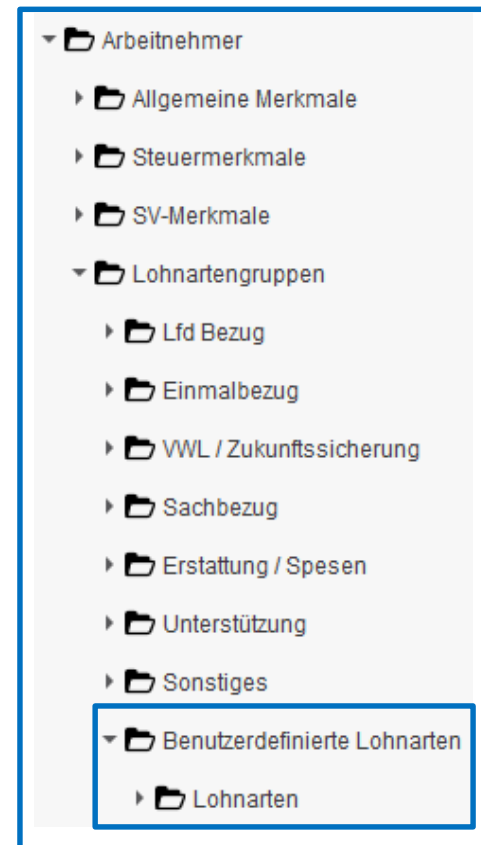 Arbeitnehmer
Allgemeine Merkmale
Steuermerkmale
SV-Merkmale
Lohnartengruppen
Lfd Bezug
Einmalbezug
VWL / Zukunftssicherung
Sachbezug
Erstattung / Spesen
Unterstützung
Sonstiges
Benutzerdefinierte Lohnarten
Lohnarten